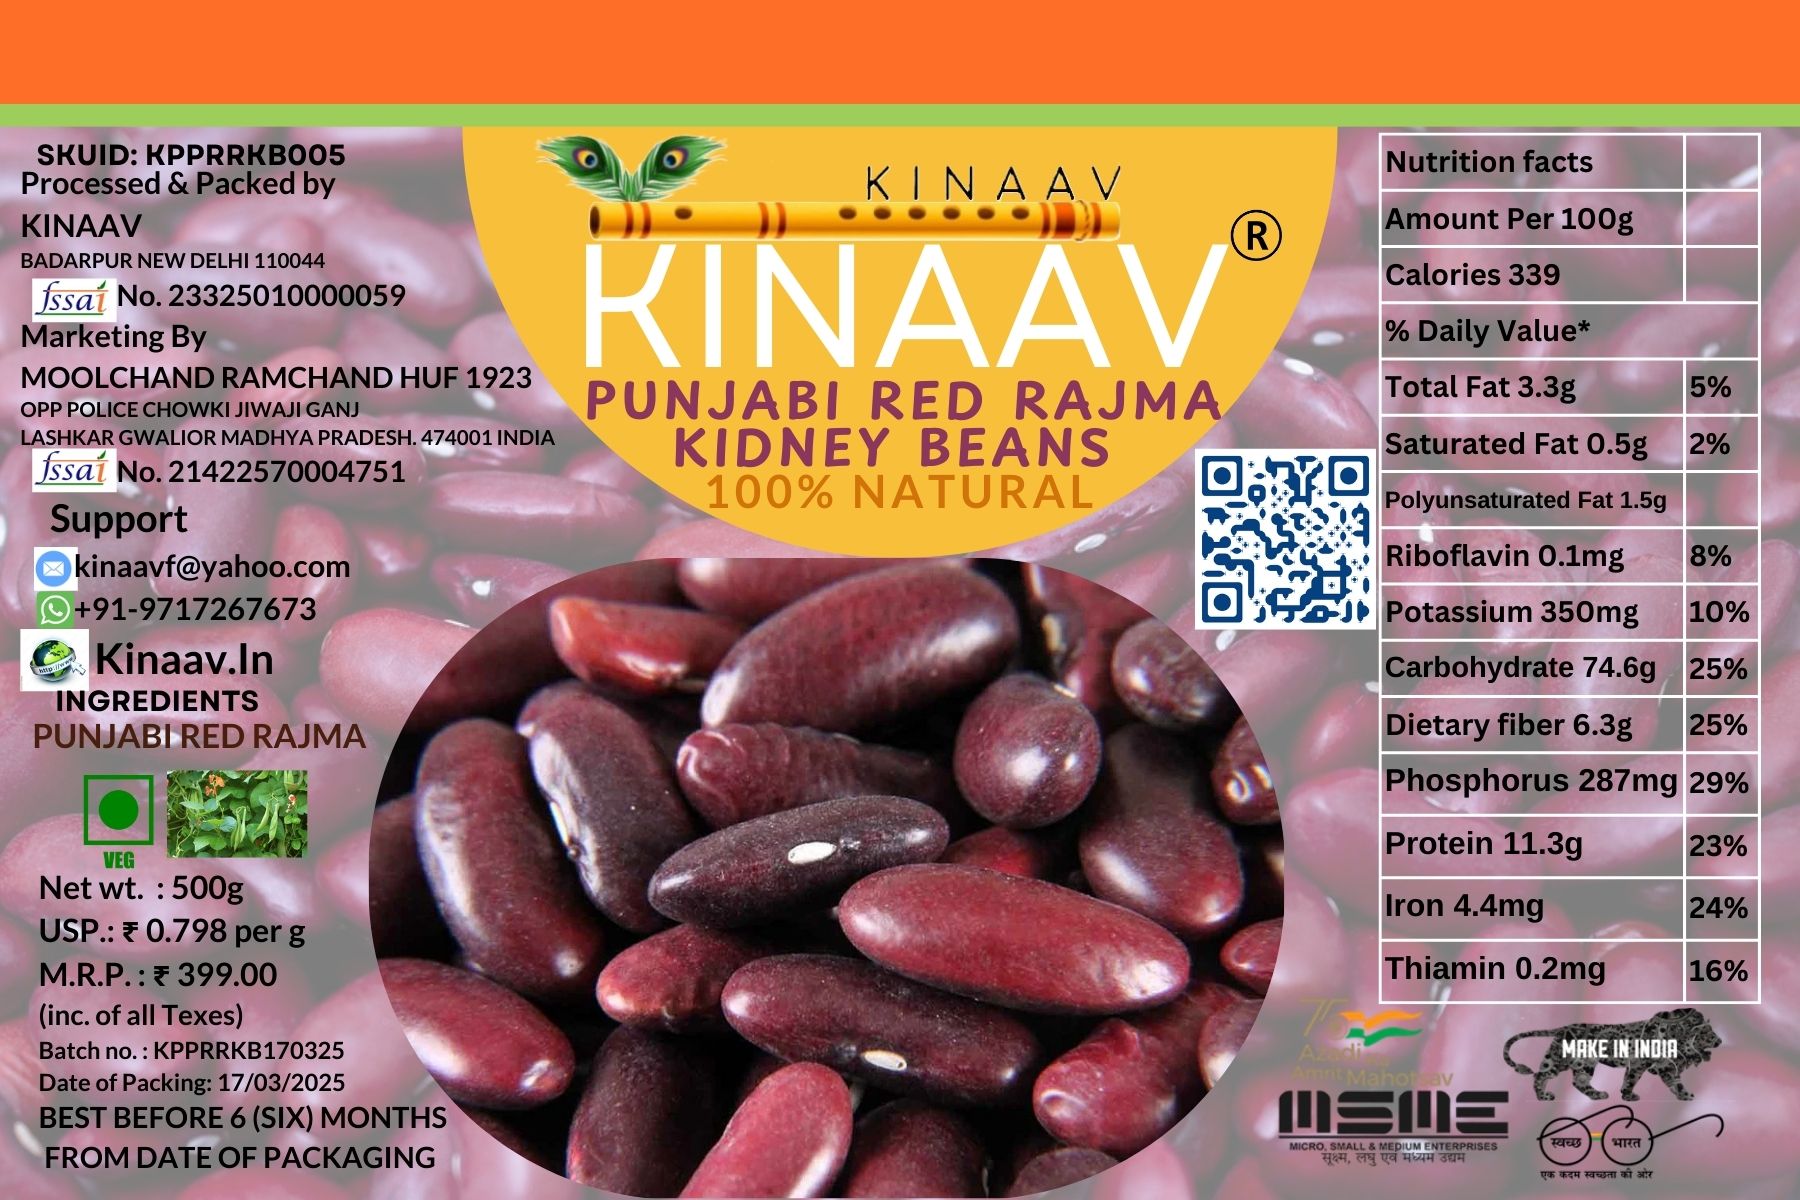 SKUID: KPPRRKB005
Processed & Packed by
KINAAV
BADARPUR NEW DELHI 110044
fssai No. 23325010000059
Marketing By
MOOLCHAND RAMCHAND HUF 1923
OPP POLICE CHOWKI JIWAJI GANJ
LASHKAR GWALIOR MADHYA PRADESH. 474001 INDIA
fssai No. 21422570004751
Support
kinaavf@yahoo.com
+91-9717267673
http://www
Kinaav.In
INGREDIENTS
PUNJABI RED RAJMA
VEG
Net wt. : 500g
USP.: ₹ 0.798 per g
M.R.P. : ₹ 399.00
(inc. of all Texes)
Batch no. : KPPRRKB170325
Date of Packing: 17/03/2025
BEST BEFORE 6 (SIX) MONTHS
FROM DATE OF PACKAGING
KINAAV
KINAAV®
PUNJABI RED RAJMA
KIDNEY BEANS
100% NATURAL
Nutrition facts
Amount Per 100g
Calories 339
% Daily Value*
Total Fat 3.3g 5%
Saturated Fat 0.5g 2%
Polyunsaturated Fat 1.5g
Riboflavin 0.1mg 8%
Potassium 350mg 10%
Carbohydrate 74.6g 25%
Dietary fiber 6.3g 25%
Phosphorus 287mg 29%
Protein 11.3g 23%
Iron 4.4mg 24%
Thiamin 0.2mg 16%
75
Azadi Ka
Amrit Mahotsav
MAKE IN INDIA
MSME
MICRO, SMALL & MEDIUM ENTERPRISES
सूक्ष्म, लघु एवं मध्यम उद्यम
स्वच्छ भारत
एक कदम स्वच्छता की ओर